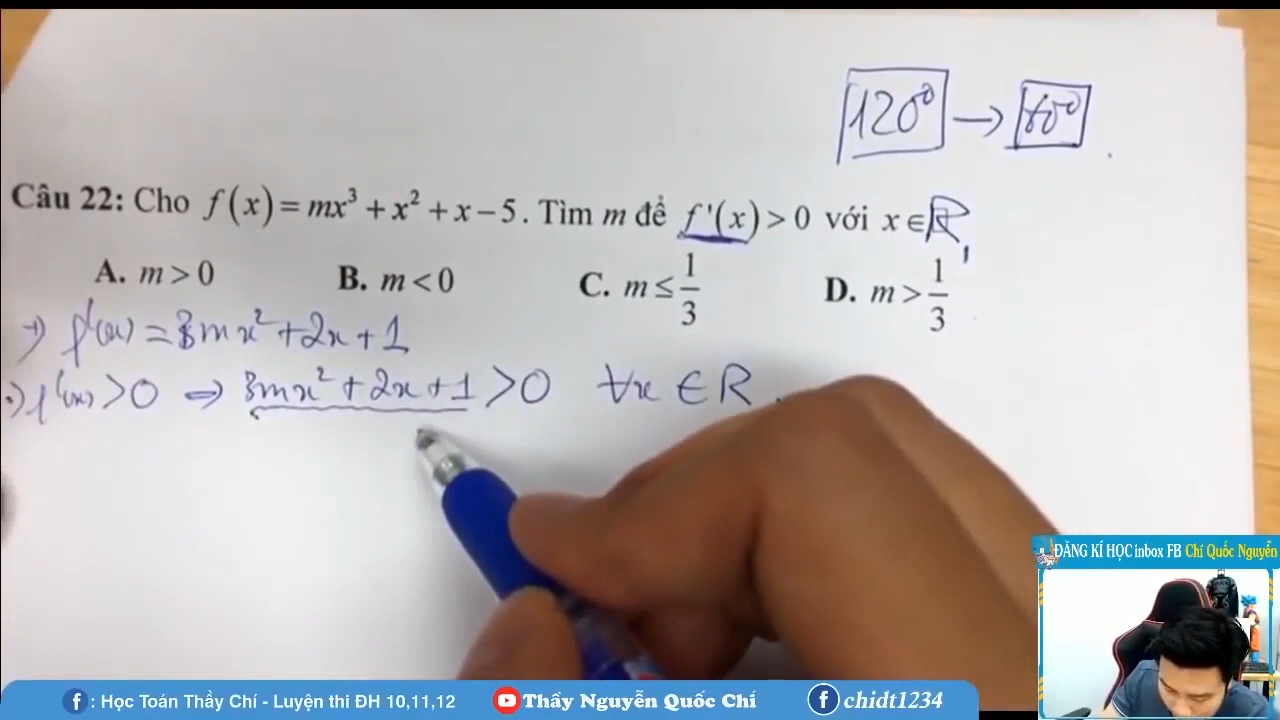 120° → 60°
Câu 22: Cho f(x) = mx³ + x² + x − 5. Tìm m để f'(x) > 0 với x ∈ R
A. m > 0 B. m < 0 C. m ≤ 1/3 D. m > 1/3
⇒ f'(x) = 3mx² + 2x + 1
f'(x) > 0 ⇒ 3mx² + 2x + 1 > 0 ∀x ∈ R
ĐĂNG KÍ HỌC inbox FB Chí Quốc Nguyễn
f : Học Toán Thầy Chí - Luyện thi ĐH 10,11,12 Thầy Nguyễn Quốc Chí f chidt1234